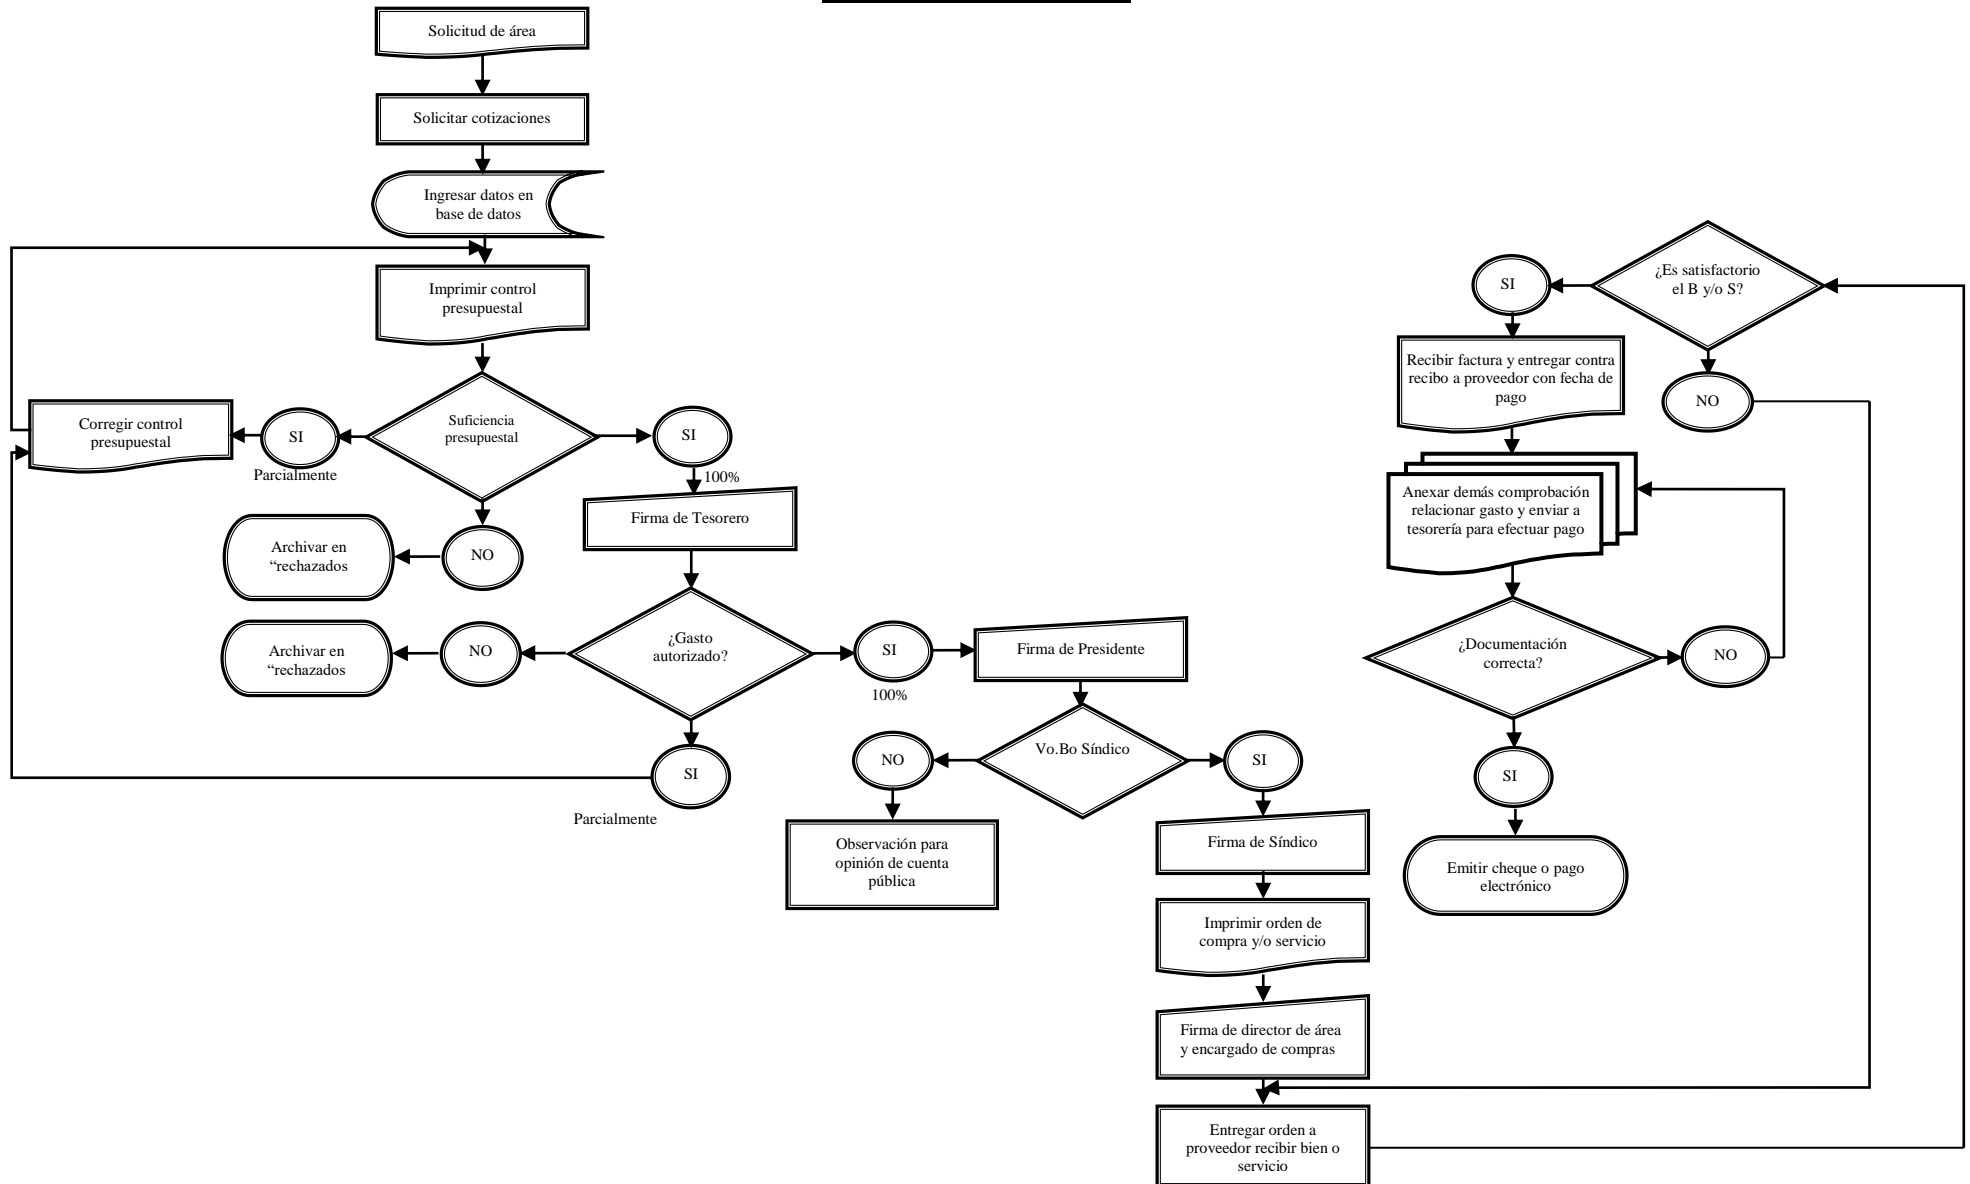 Solicitud de área
Solicitar cotizaciones
Ingresar datos en
base de datos
Imprimir control
presupuestal
Suficiencia
presupuestal
SI
Parcialmente
Corregir control
presupuestal
SI
100%
NO
Archivar en
“rechazados
Firma de Tesorero
¿Gasto
autorizado?
NO
Archivar en
“rechazados
SI
Parcialmente
SI
100%
Firma de Presidente
Vo.Bo Síndico
NO
Observación para
opinión de cuenta
pública
SI
Firma de Síndico
Imprimir orden de
compra y/o servicio
Firma de director de área
y encargado de compras
Entregar orden a
proveedor recibir bien o
servicio
¿Es satisfactorio
el B y/o S?
SI
NO
Recibir factura y entregar contra
recibo a proveedor con fecha de
pago
Anexar demás comprobación
relacionar gasto y enviar a
tesorería para efectuar pago
¿Documentación
correcta?
NO
SI
Emitir cheque o pago
electrónico